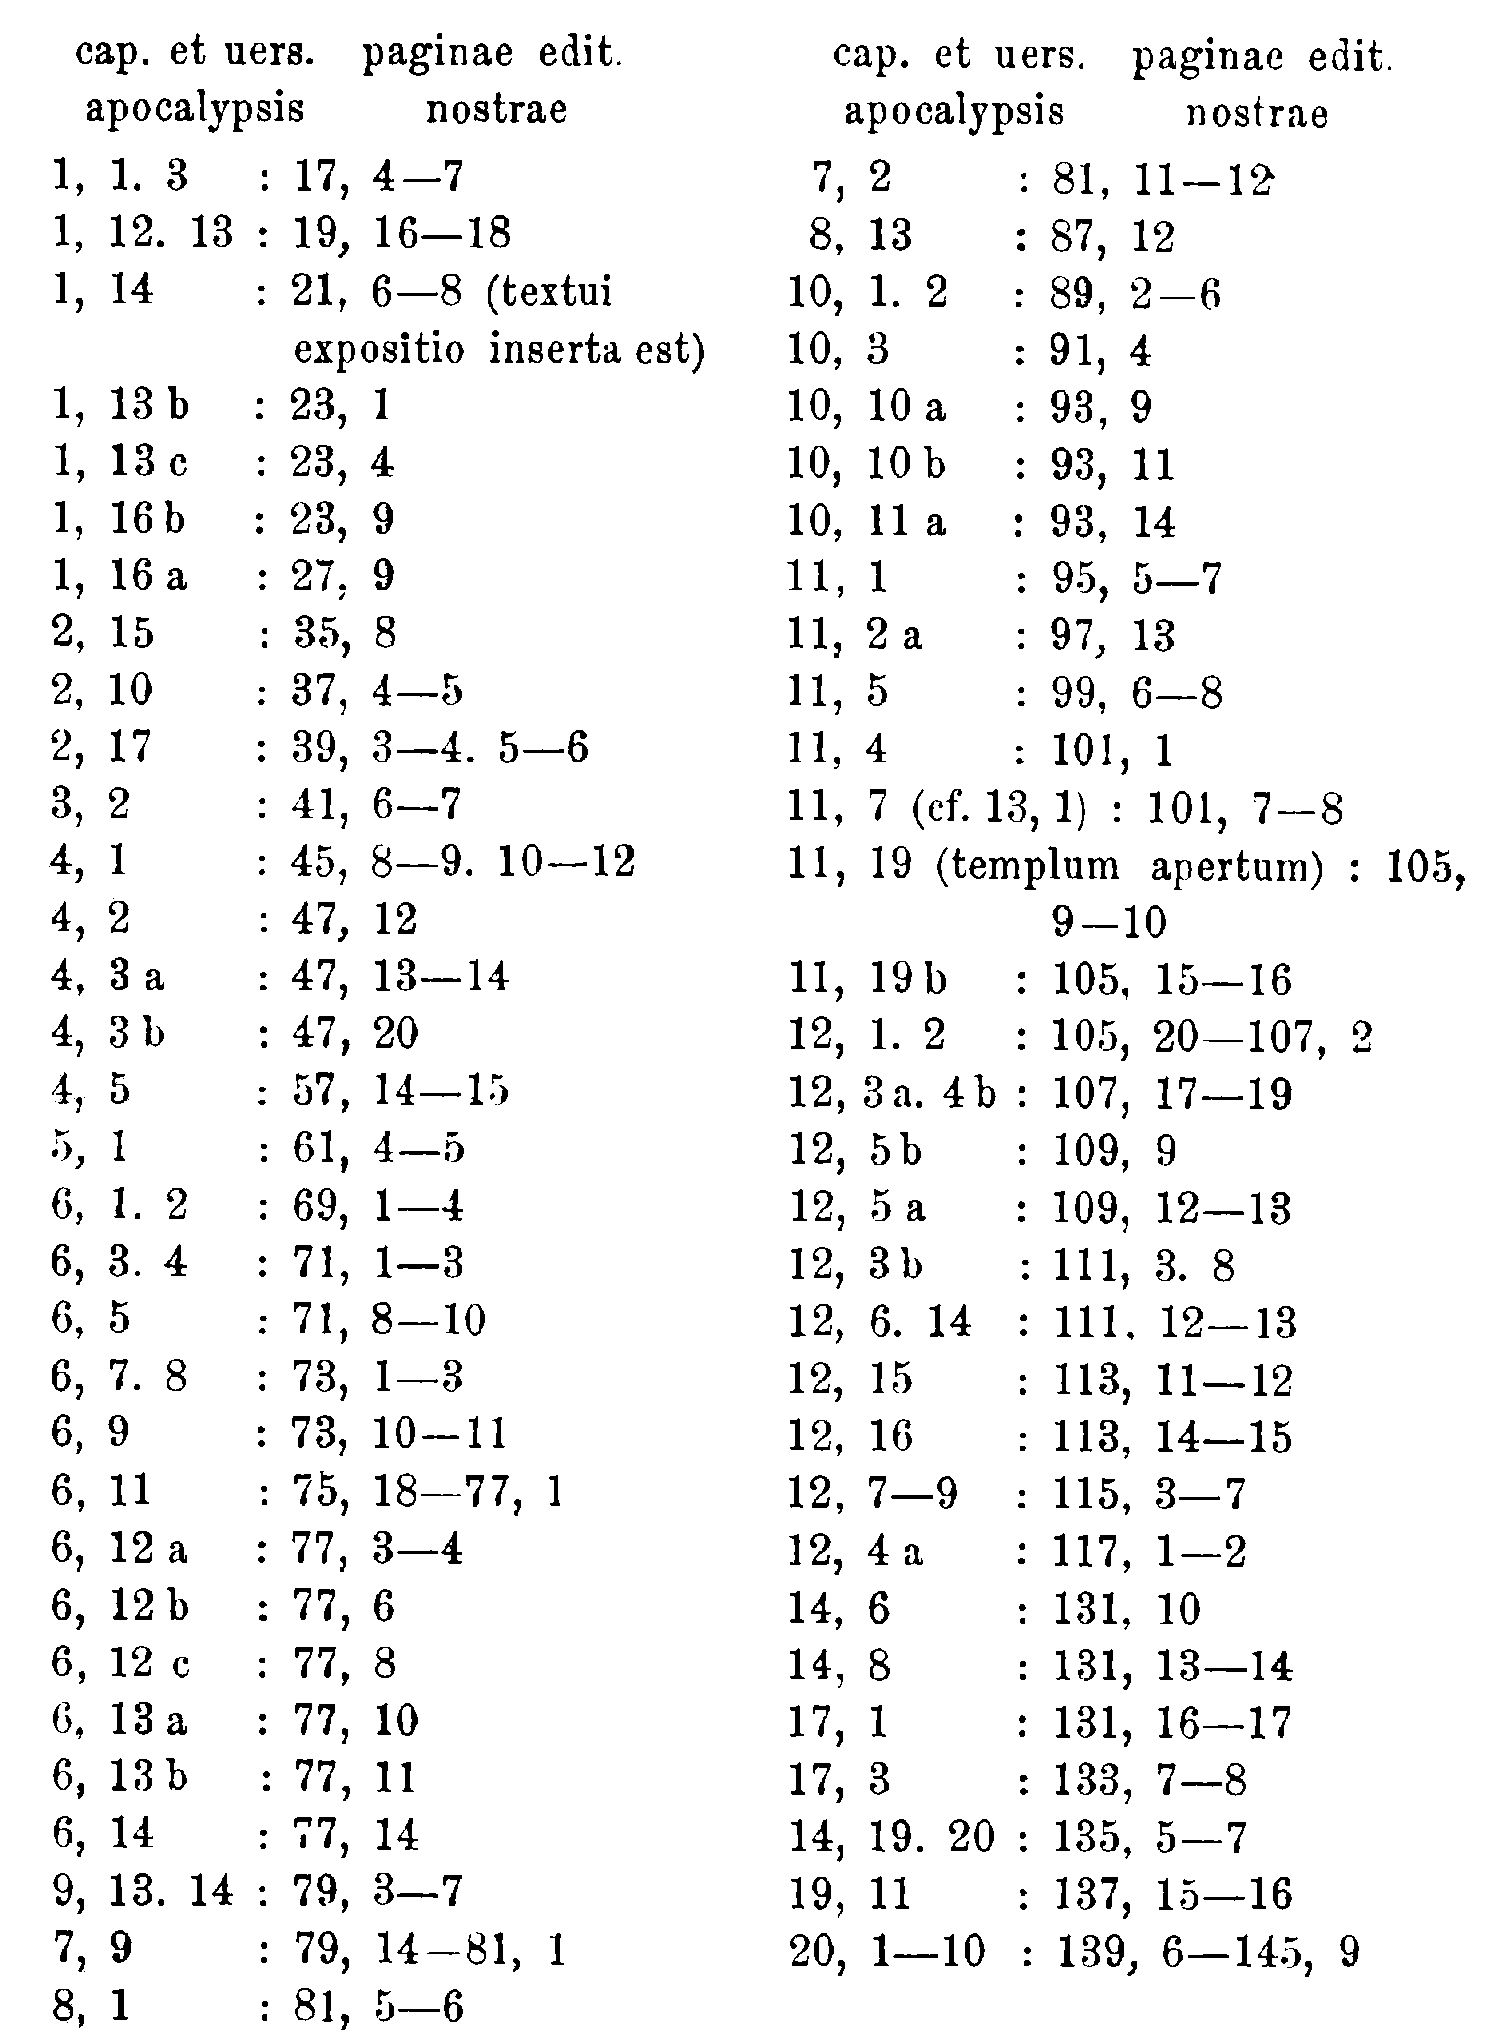 cap. et uers. paginae edit.
apocalypsis nostrae
1, 1. 3 : 17, 4—7
1, 12. 13 : 19, 16—18
1, 14 : 21, 6—8 (textui
expositio inserta est)
1, 13 b : 23, 1
1, 13 c : 23, 4
1, 16 b : 23, 9
1, 16 a : 27, 9
2, 15 : 35, 8
2, 10 : 37, 4—5
2, 17 : 39, 3—4. 5—6
3, 2 : 41, 6—7
4, 1 : 45, 8—9. 10—12
4, 2 : 47, 12
4, 3 a : 47, 13—14
4, 3 b : 47, 20
4, 5 : 57, 14—15
5, 1 : 61, 4—5
6, 1. 2 : 69, 1—4
6, 3. 4 : 71, 1—3
6, 5 : 71, 8—10
6, 7. 8 : 73, 1—3
6, 9 : 73, 10—11
6, 11 : 75, 18—77, 1
6, 12 a : 77, 3—4
6, 12 b : 77, 6
6, 12 c : 77, 8
6, 13 a : 77, 10
6, 13 b : 77, 11
6, 14 : 77, 14
9, 13. 14 : 79, 3—7
7, 9 : 79, 14—81, 1
8, 1 : 81, 5—6
cap. et uers. paginae edit.
apocalypsis nostrae
7, 2 : 81, 11—12
8, 13 : 87, 12
10, 1. 2 : 89, 2—6
10, 3 : 91, 4
10, 10 a : 93, 9
10, 10 b : 93, 11
10, 11 a : 93, 14
11, 1 : 95, 5—7
11, 2 a : 97, 13
11, 5 : 99, 6—8
11, 4 : 101, 1
11, 7 (cf. 13, 1) : 101, 7—8
11, 19 (templum apertum) : 105,
9—10
11, 19 b : 105, 15—16
12, 1. 2 : 105, 20—107, 2
12, 3 a. 4 b : 107, 17—19
12, 5 b : 109, 9
12, 5 a : 109, 12—13
12, 3 b : 111, 3. 8
12, 6. 14 : 111, 12—13
12, 15 : 113, 11—12
12, 16 : 113, 14—15
12, 7—9 : 115, 3—7
12, 4 a : 117, 1—2
14, 6 : 131, 10
14, 8 : 131, 13—14
17, 1 : 131, 16—17
17, 3 : 133, 7—8
14, 19. 20 : 135, 5—7
19, 11 : 137, 15—16
20, 1—10 : 139, 6—145, 9